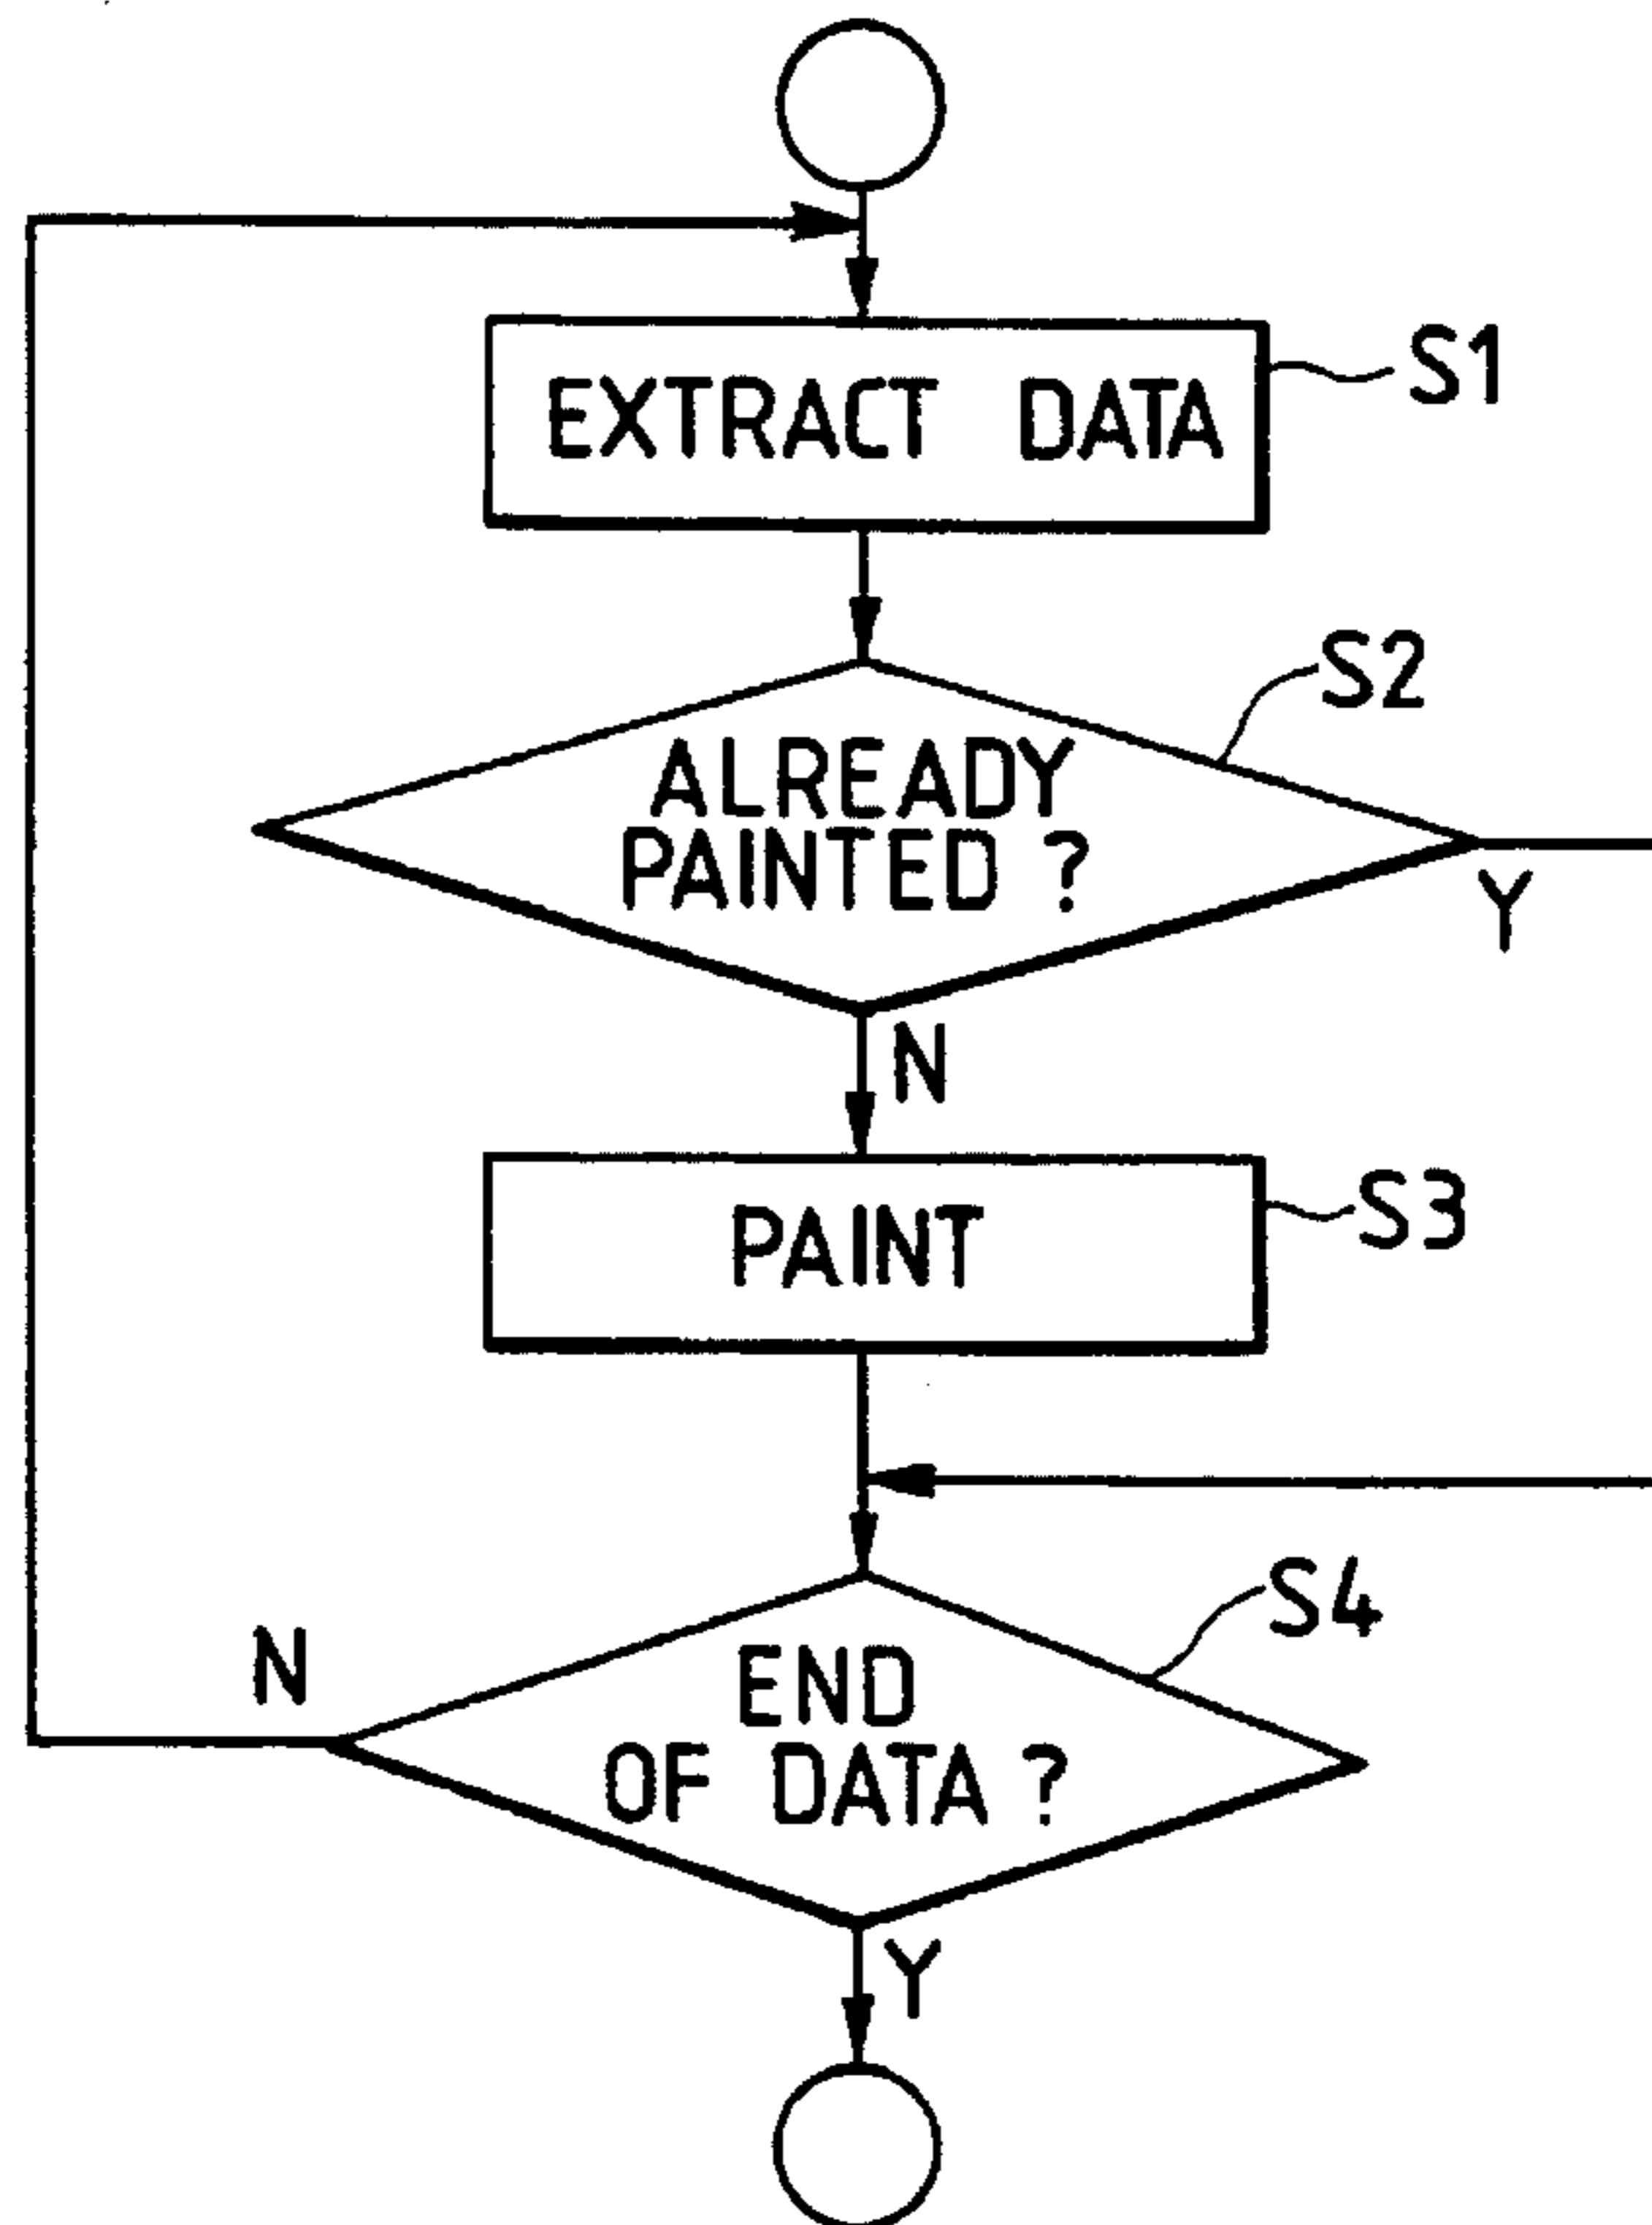 EXTRACT DATA
S1
S2
ALREADY
PAINTED ?
Y
N
PAINT
S3
S4
N
END
OF DATA ?
Y